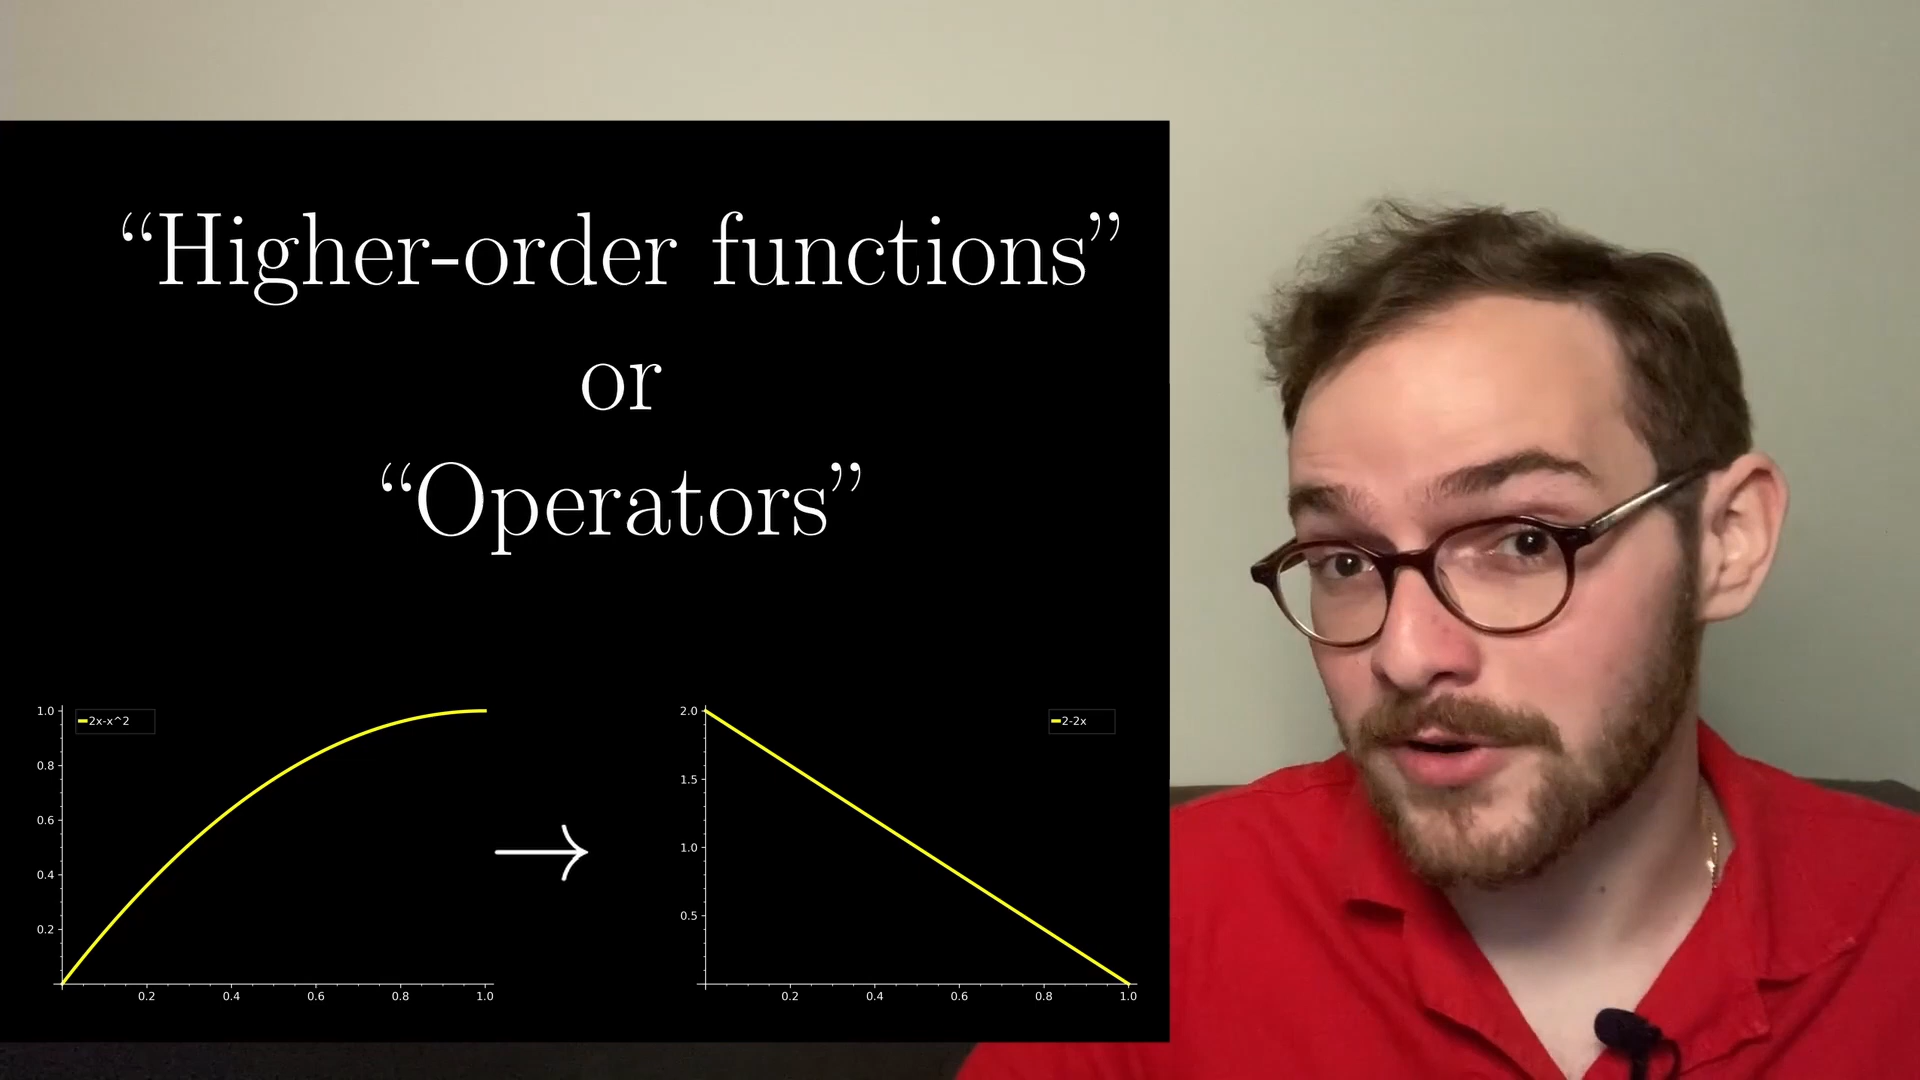 “Higher-order functions”
or
“Operators”
1.0
0.8
0.6
0.4
0.2
2x-x^2
0.2 0.4 0.6 0.8 1.0
2.0
1.5
1.0
0.5
2-2x
0.2 0.4 0.6 0.8 1.0